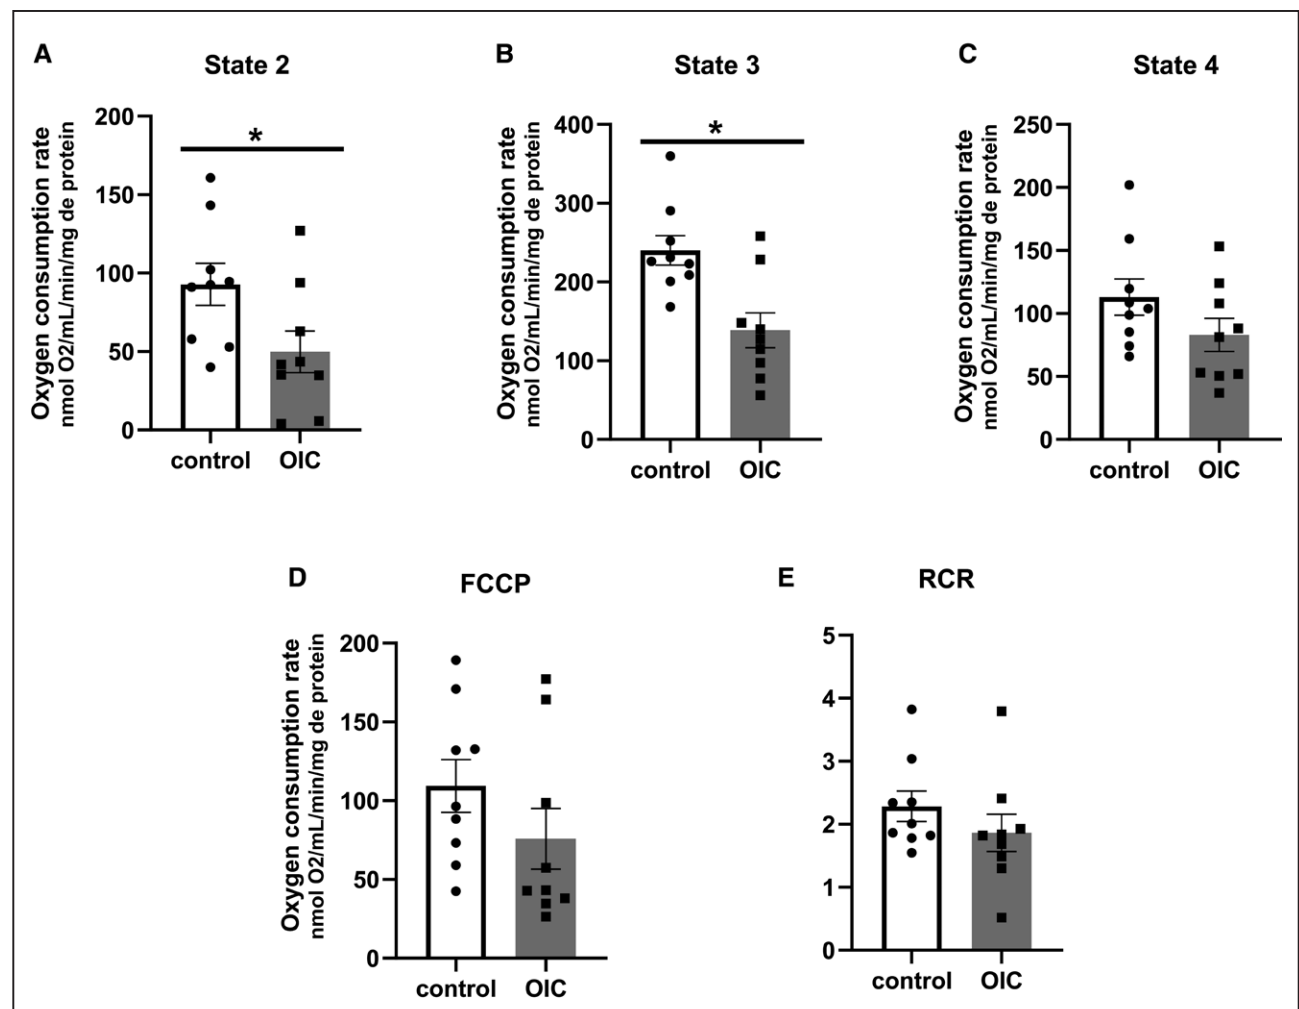 A
State 2
Oxygen consumption rate
nmol O2/mL/min/mg de protein
200
150
100
50
0
*
control
OIC
B
State 3
Oxygen consumption rate
nmol O2/mL/min/mg de protein
400
300
200
100
0
*
control
OIC
C
State 4
Oxygen consumption rate
nmol O2/mL/min/mg de protein
250
200
150
100
50
0
control
OIC
D
FCCP
Oxygen consumption rate
nmol O2/mL/min/mg de protein
200
150
100
50
0
control
OIC
E
RCR
5
4
3
2
1
0
control
OIC